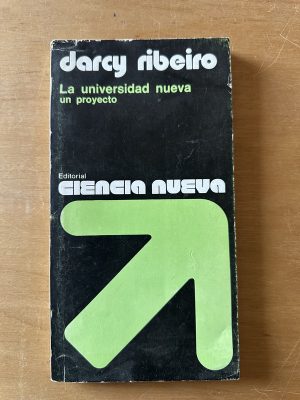 darcy ribeiro
La universidad nueva
un proyecto
Editorial
CIENCIA NUEVA